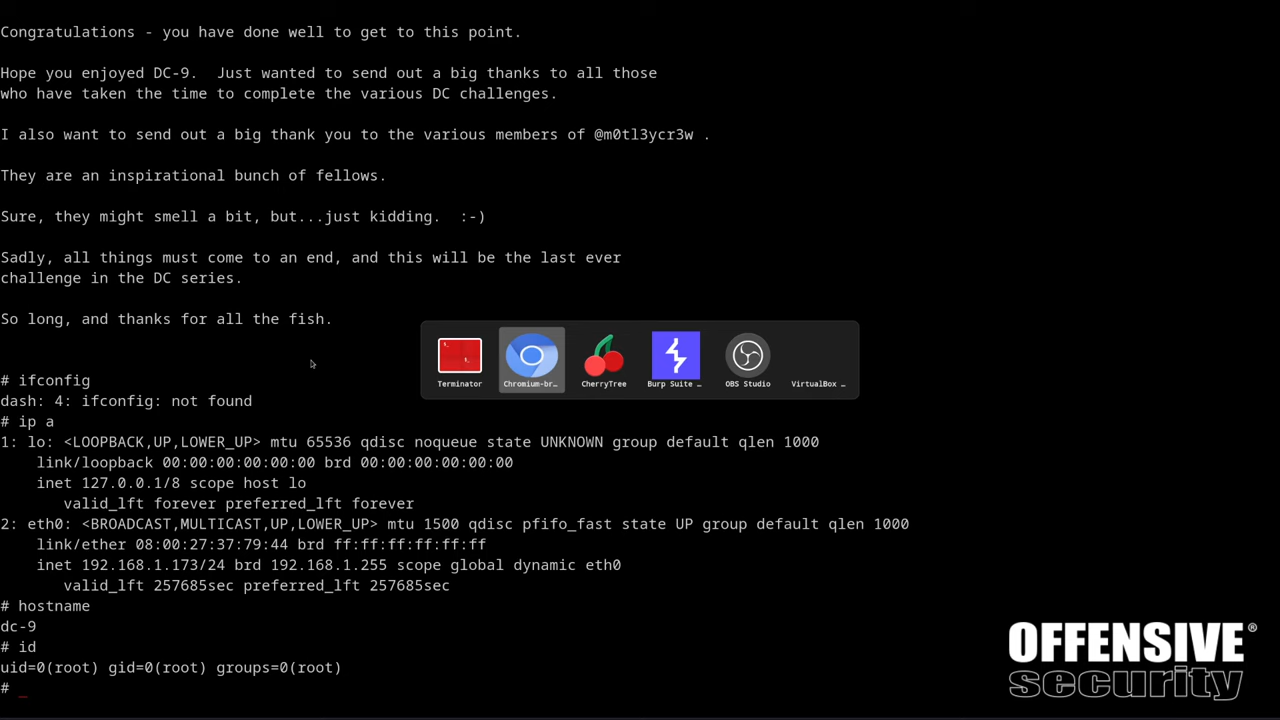 Congratulations - you have done well to get to this point.
Hope you enjoyed DC-9.  Just wanted to send out a big thanks to all those
who have taken the time to complete the various DC challenges.
I also want to send out a big thank you to the various members of @m0tl3ycr3w .
They are an inspirational bunch of fellows.
Sure, they might smell a bit, but...just kidding.  :-)
Sadly, all things must come to an end, and this will be the last ever
challenge in the DC series.
So long, and thanks for all the fish.
Terminator
Chromium-br...
CherryTree
Burp Suite ...
OBS Studio
VirtualBox ...
# ifconfig
dash: 4: ifconfig: not found
# ip a
1: lo: <LOOPBACK,UP,LOWER_UP> mtu 65536 qdisc noqueue state UNKNOWN group default qlen 1000
    link/loopback 00:00:00:00:00:00 brd 00:00:00:00:00:00
    inet 127.0.0.1/8 scope host lo
       valid_lft forever preferred_lft forever
2: eth0: <BROADCAST,MULTICAST,UP,LOWER_UP> mtu 1500 qdisc pfifo_fast state UP group default qlen 1000
    link/ether 08:00:27:37:79:44 brd ff:ff:ff:ff:ff:ff
    inet 192.168.1.173/24 brd 192.168.1.255 scope global dynamic eth0
       valid_lft 257685sec preferred_lft 257685sec
# hostname
dc-9
# id
uid=0(root) gid=0(root) groups=0(root)
# _
OFFENSIVE®
security